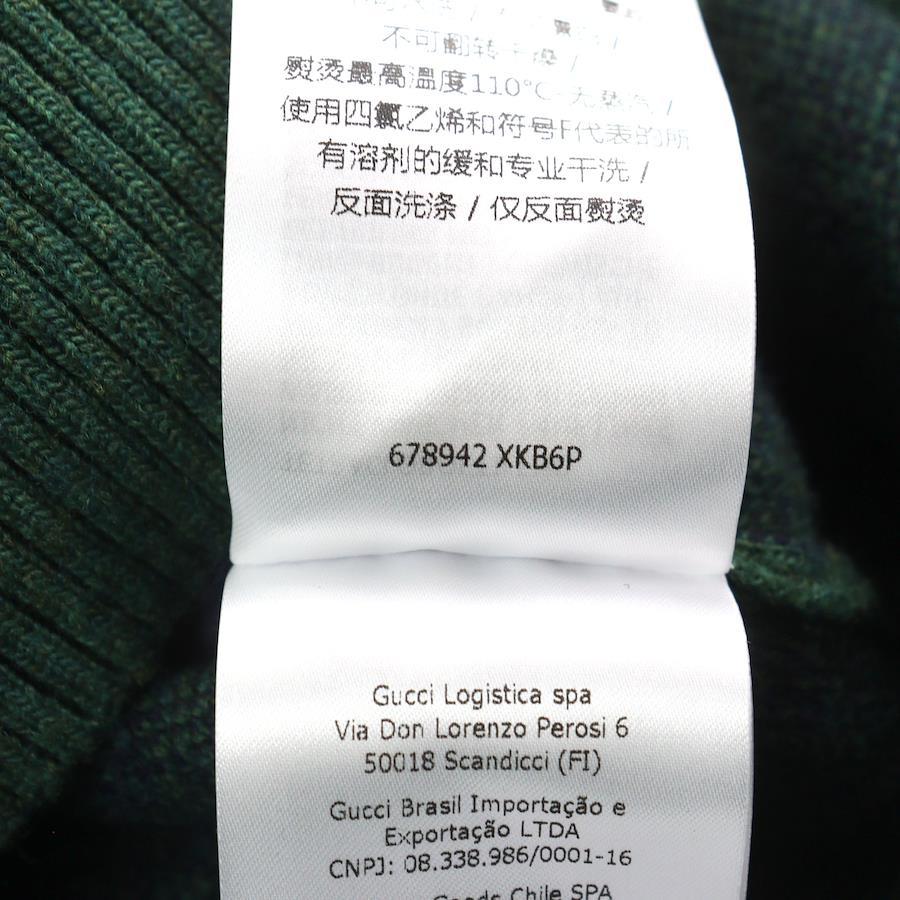 不可翻转干燥 /
熨烫最高温度110°C-无蒸汽 /
使用四氯乙烯和符号F代表的所
有溶剂的缓和专业干洗 /
反面洗涤 / 仅反面熨烫
678942 XKB6P
Gucci Logistica spa
Via Don Lorenzo Perosi 6
50018 Scandicci (FI)
Gucci Brasil Importação e
Exportação LTDA
CNPJ: 08.338.986/0001-16
Goods Chile SPA